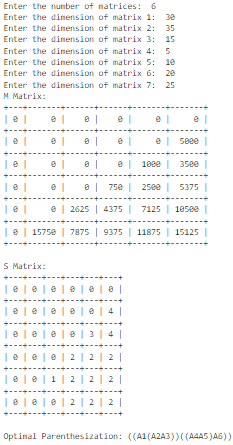 Enter the number of matrices: 6
Enter the dimension of matrix 1: 30
Enter the dimension of matrix 2: 35
Enter the dimension of matrix 3: 15
Enter the dimension of matrix 4: 5
Enter the dimension of matrix 5: 10
Enter the dimension of matrix 6: 20
Enter the dimension of matrix 7: 25
M Matrix:
+---+-------+------+------+-------+-------+
| 0 | 0 | 0 | 0 | 0 | 0 |
+---+-------+------+------+-------+-------+
| 0 | 0 | 0 | 0 | 0 | 5000 |
+---+-------+------+------+-------+-------+
| 0 | 0 | 0 | 0 | 1000 | 3500 |
+---+-------+------+------+-------+-------+
| 0 | 0 | 0 | 750 | 2500 | 5375 |
+---+-------+------+------+-------+-------+
| 0 | 0 | 2625 | 4375 | 7125 | 10500 |
+---+-------+------+------+-------+-------+
| 0 | 15750 | 7875 | 9375 | 11875 | 15125 |
+---+-------+------+------+-------+-------+
S Matrix:
+---+---+---+---+---+---+
| 0 | 0 | 0 | 0 | 0 | 0 |
+---+---+---+---+---+---+
| 0 | 0 | 0 | 0 | 0 | 4 |
+---+---+---+---+---+---+
| 0 | 0 | 0 | 0 | 3 | 4 |
+---+---+---+---+---+---+
| 0 | 0 | 0 | 2 | 2 | 2 |
+---+---+---+---+---+---+
| 0 | 0 | 1 | 2 | 2 | 2 |
+---+---+---+---+---+---+
| 0 | 0 | 0 | 2 | 2 | 2 |
+---+---+---+---+---+---+
Optimal Parenthesization: ((A1(A2A3))((A4A5)A6))